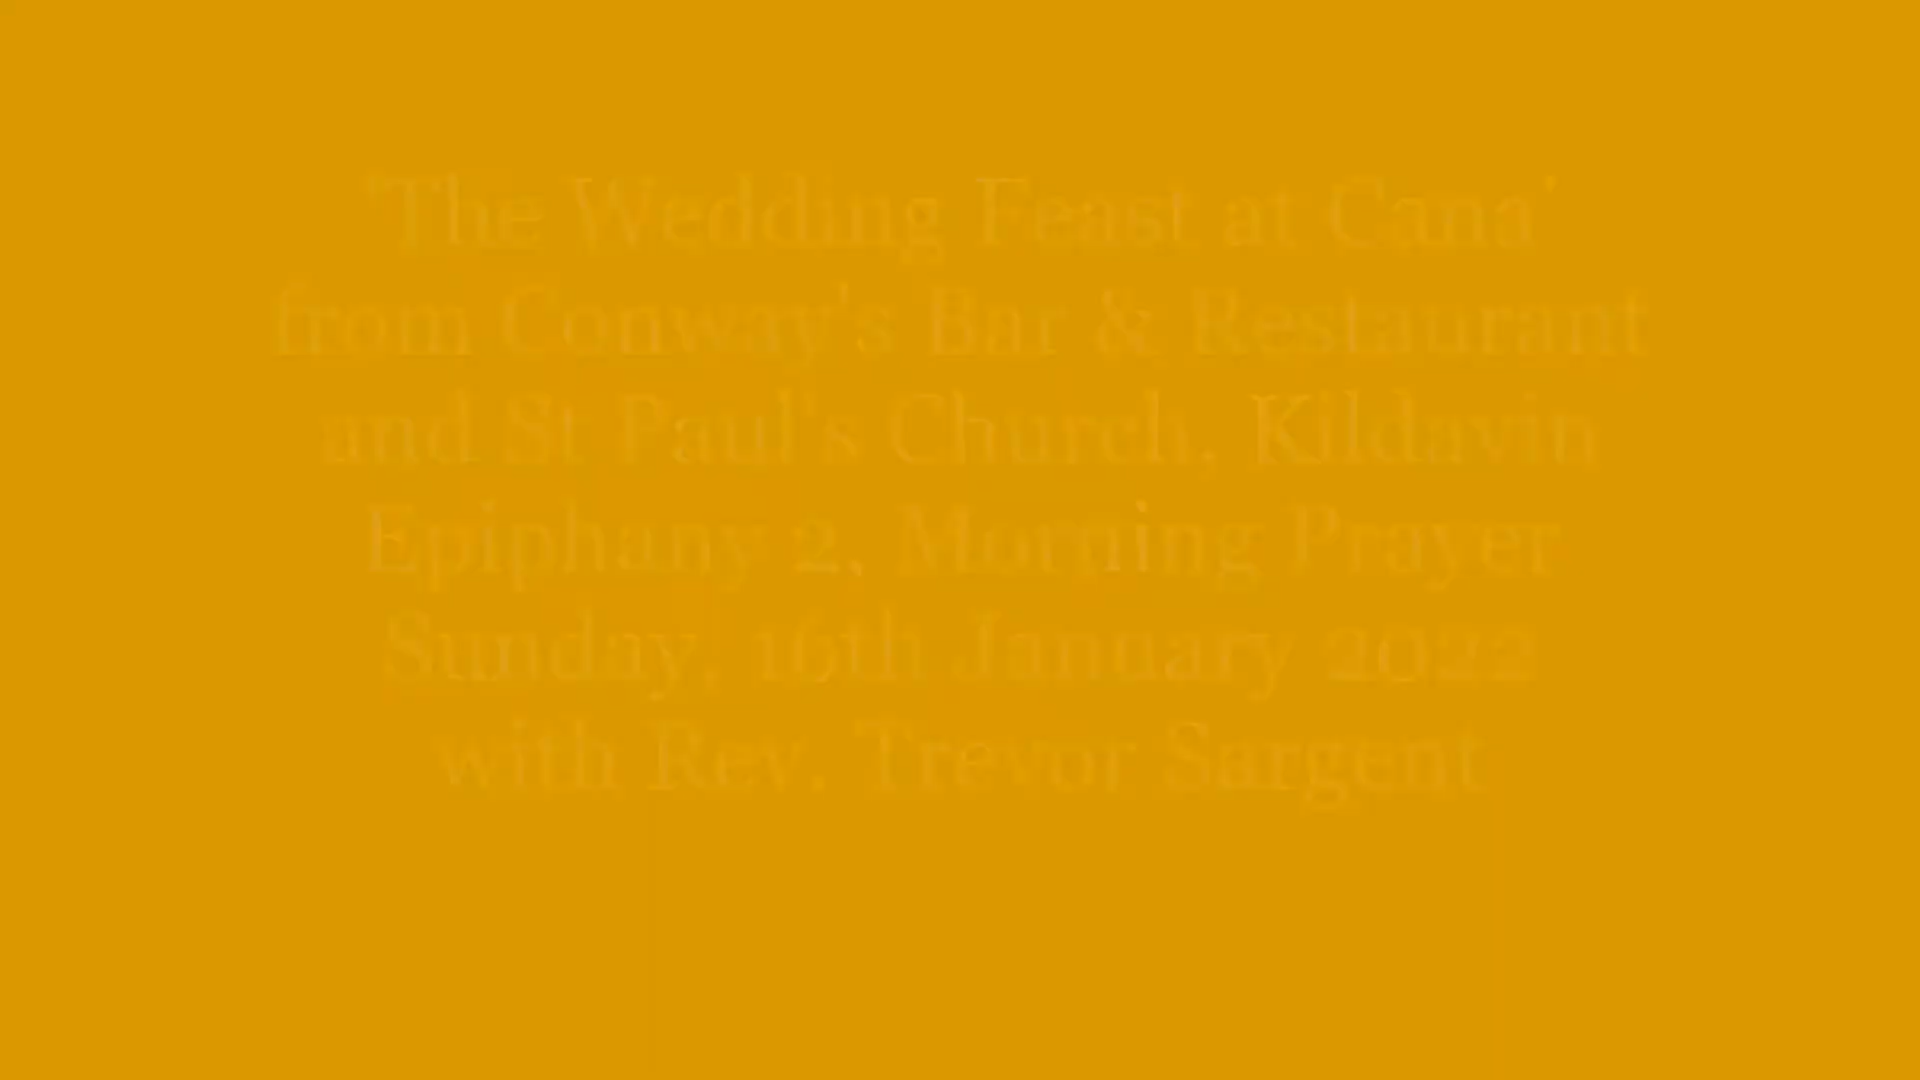 'The Wedding Feast at Cana'
from Conway's Bar & Restaurant
and St Paul's Church, Kildavin
Epiphany 2, Morning Prayer
Sunday, 16th January 2022
with Rev. Trevor Sargent